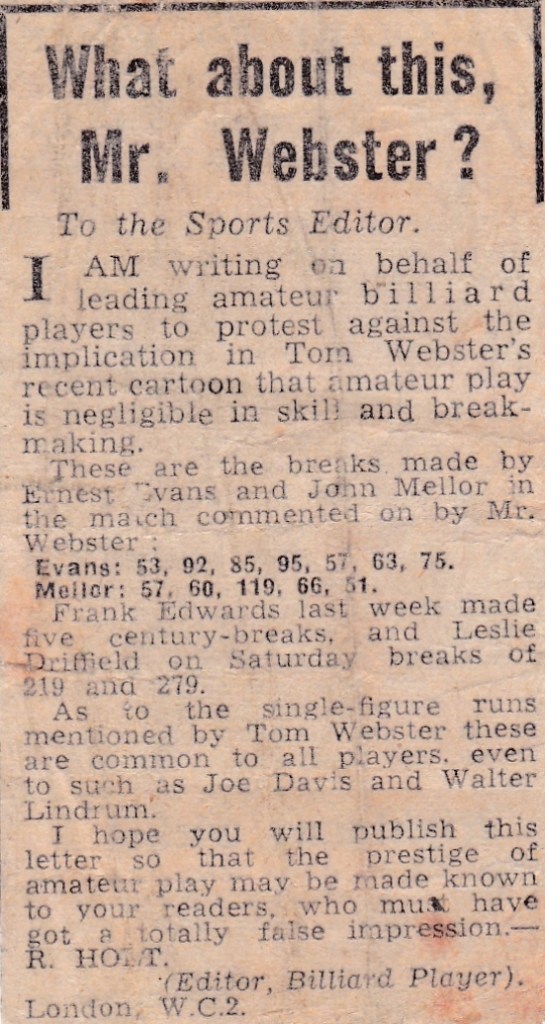 What about this,
Mr. Webster?
To the Sports Editor.
I AM writing on behalf of
leading amateur billiard
players to protest against the
implication in Tom Webster's
recent cartoon that amateur play
is negligible in skill and break-
making.
These are the breaks made by
Ernest Evans and John Mellor in
the match commented on by Mr.
Webster:
Evans: 53, 92, 85, 95, 57, 63, 75.
Mellor: 57, 60, 119, 66, 51.
Frank Edwards last week made
five century-breaks, and Leslie
Driffield on Saturday breaks of
219 and 279.
As to the single-figure runs
mentioned by Tom Webster these
are common to all players, even
to such as Joe Davis and Walter
Lindrum.
I hope you will publish this
letter so that the prestige of
amateur play may be made known
to your readers, who must have
got a totally false impression.—
R. HOLT.
(Editor, Billiard Player).
London, W.C.2.